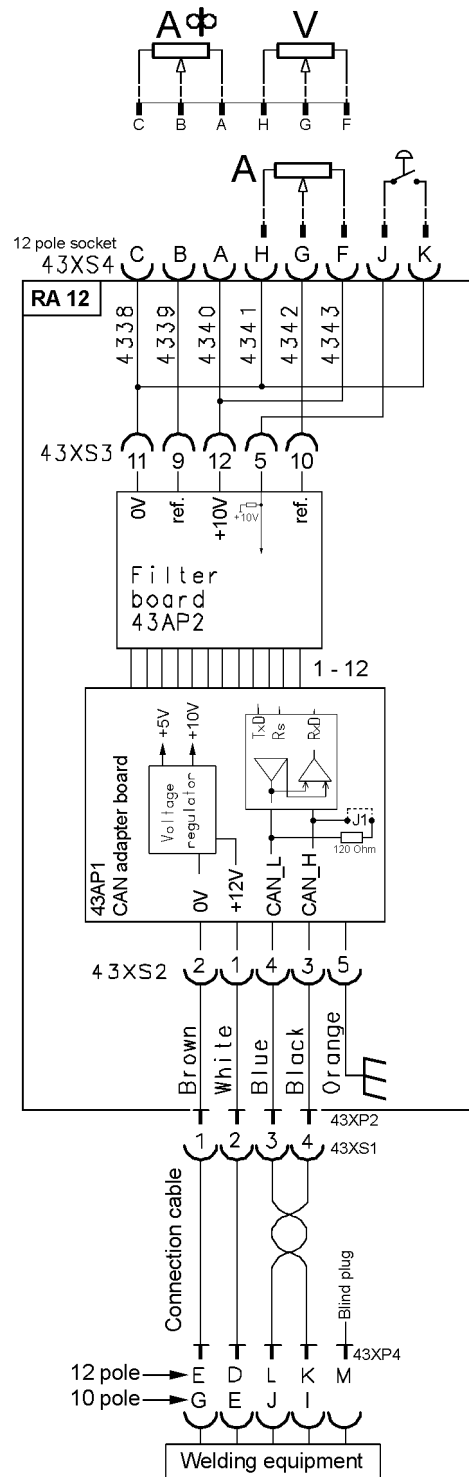 A V
C B A H G F
A
12 pole socket
43XS4 C B A H G F J K
RA 12
4338 4339 4340 4341 4342 4343
43XS3
11 9 12 5 10
0V ref. +10V +10V ref.
Filter
board
43AP2
1 - 12
+5V +10V TxD Rs RxD
Voltage
regulator
J1
120 Ohm
43AP1
CAN adapter board
0V +12V CAN_L CAN_H
43XS2 2 1 4 3 5
Brown White Blue Black Orange
43XP2
1 2 3 4 43XS1
Connection cable
Blind plug
43XP4
12 pole E D L K M
10 pole G E J I
Welding equipment